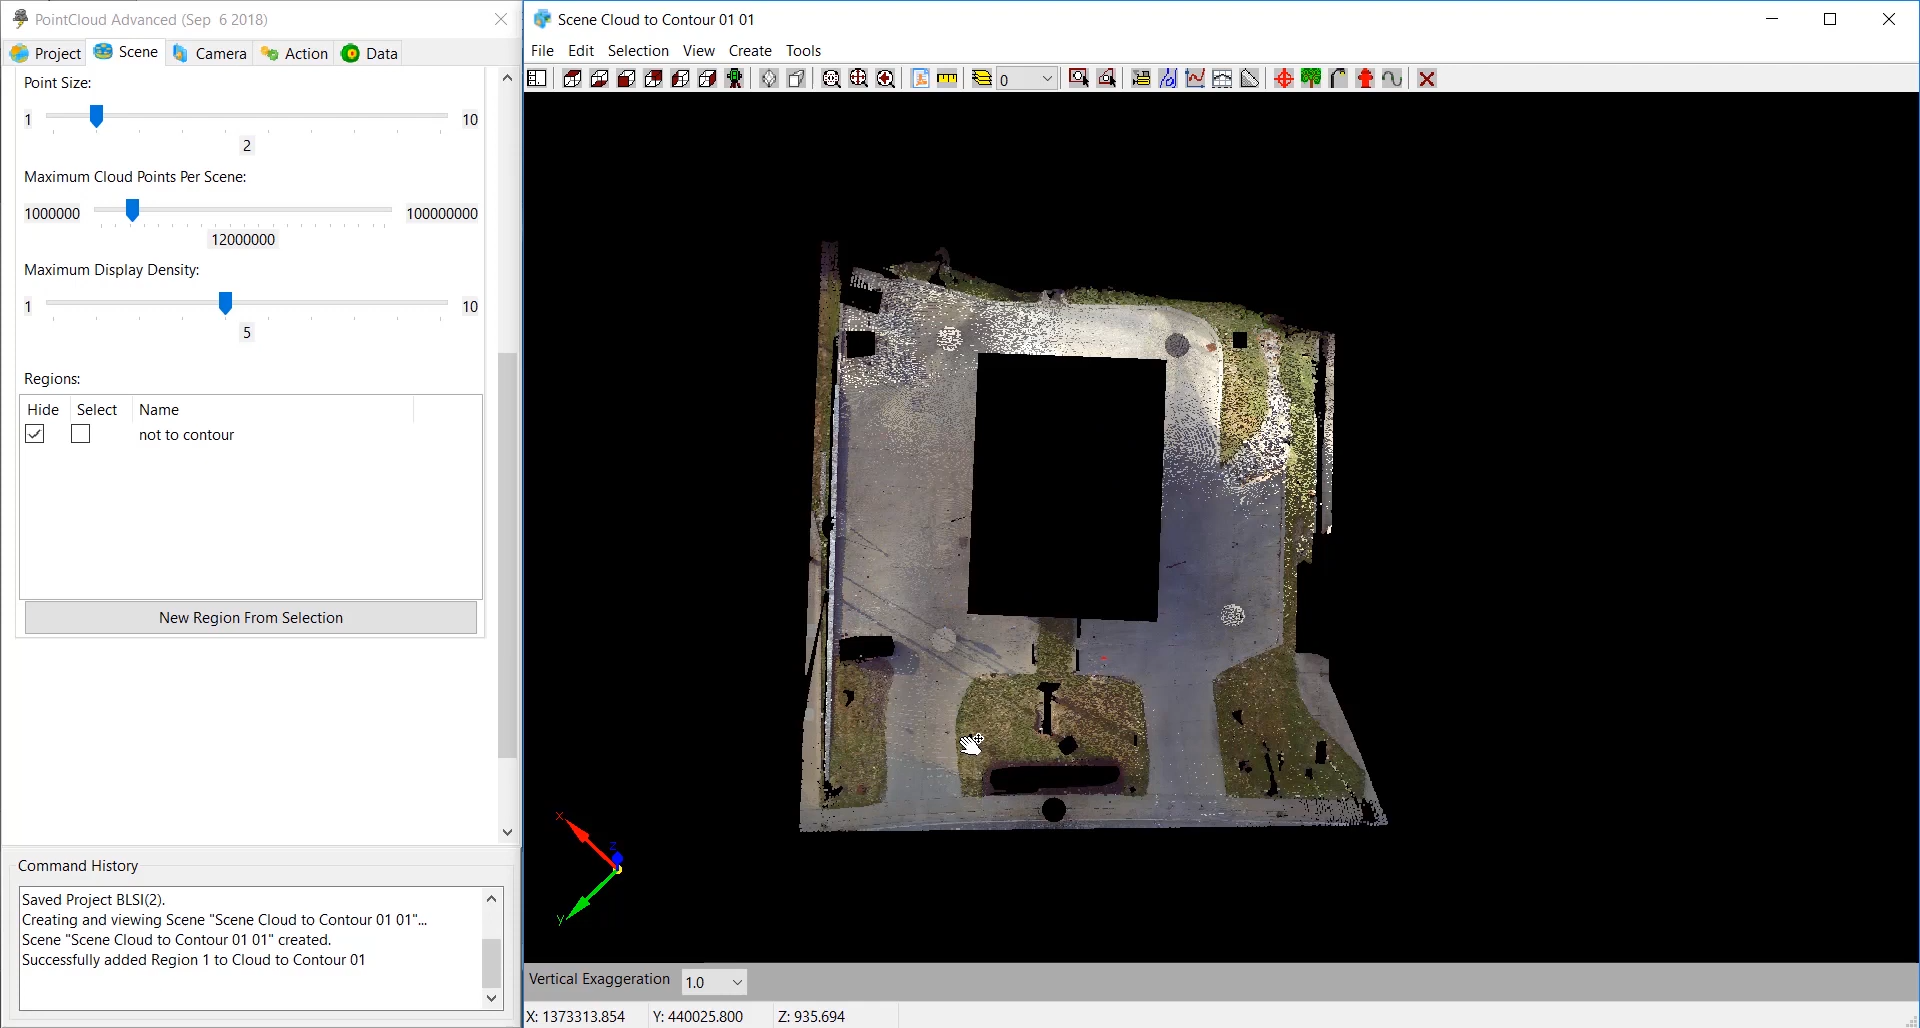 PointCloud Advanced (Sep 6 2018)
Project Scene Camera Action Data
Point Size:
1 10
2
Maximum Cloud Points Per Scene:
1000000 100000000
12000000
Maximum Display Density:
1 10
5
Regions:
Hide Select Name
not to contour
New Region From Selection
Command History
Saved Project BLSI(2).
Creating and viewing Scene "Scene Cloud to Contour 01 01"...
Scene "Scene Cloud to Contour 01 01" created.
Successfully added Region 1 to Cloud to Contour 01
Scene Cloud to Contour 01 01
File Edit Selection View Create Tools
0
x
z
y
Vertical Exaggeration 1.0
X: 1373313.854 Y: 440025.800 Z: 935.694